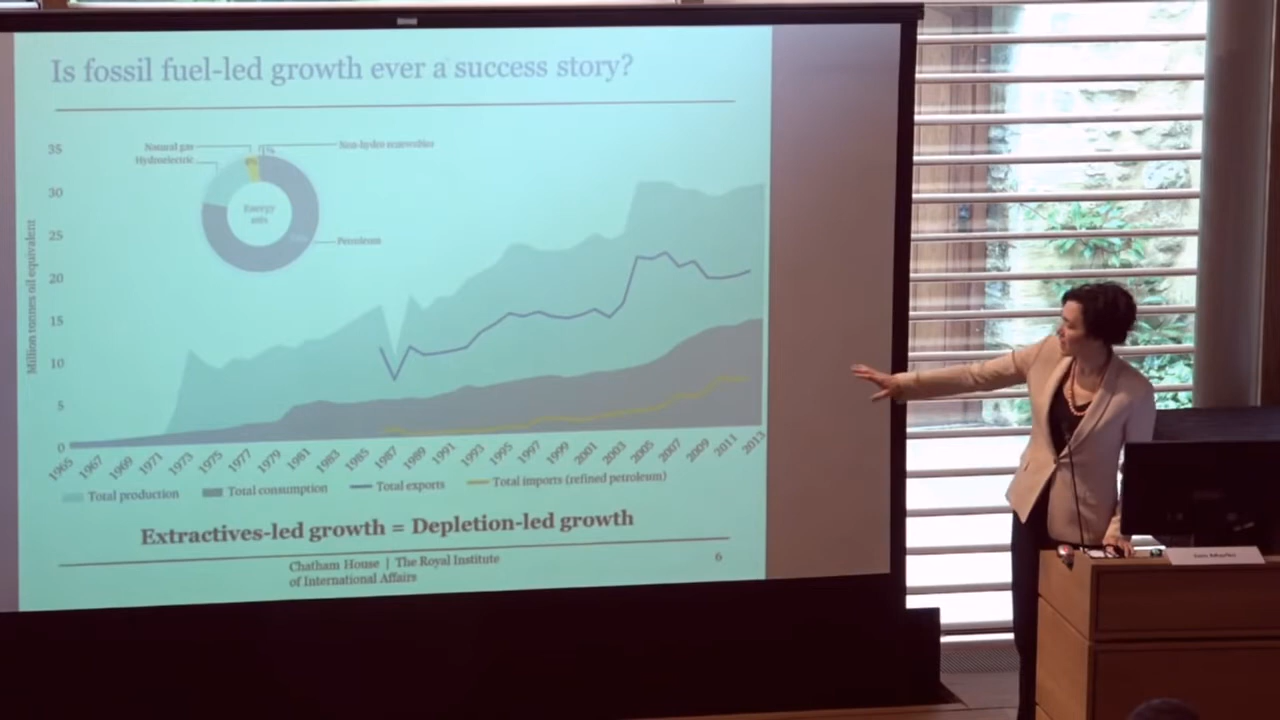 Is fossil fuel-led growth ever a success story?
Natural gas
Hydroelectric
Non-hydro renewables
Energy
mix
Petroleum
Million tonnes oil equivalent
35
30
25
20
15
10
5
0
1965 1967 1969 1971 1973 1975 1977 1979 1981 1983 1985 1987 1989 1991 1993 1995 1997 1999 2001 2003 2005 2007 2009 2011 2013
Total production Total consumption Total exports Total imports (refined petroleum)
Extractives-led growth = Depletion-led growth
Chatham House | The Royal Institute
of International Affairs
6